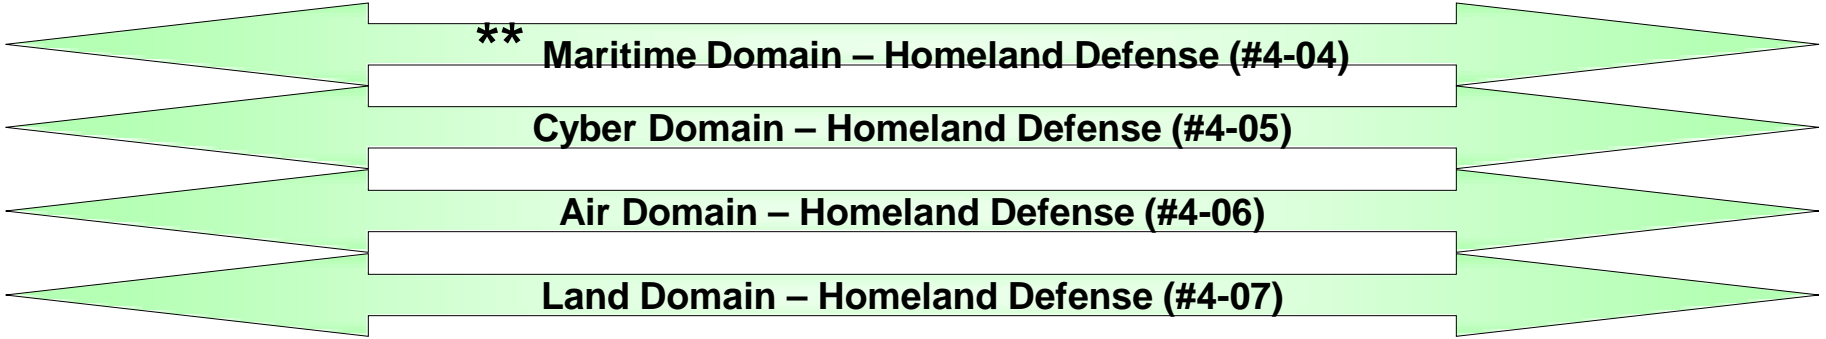 ** Maritime Domain – Homeland Defense (#4-04)
Cyber Domain – Homeland Defense (#4-05)
Air Domain – Homeland Defense (#4-06)
Land Domain – Homeland Defense (#4-07)